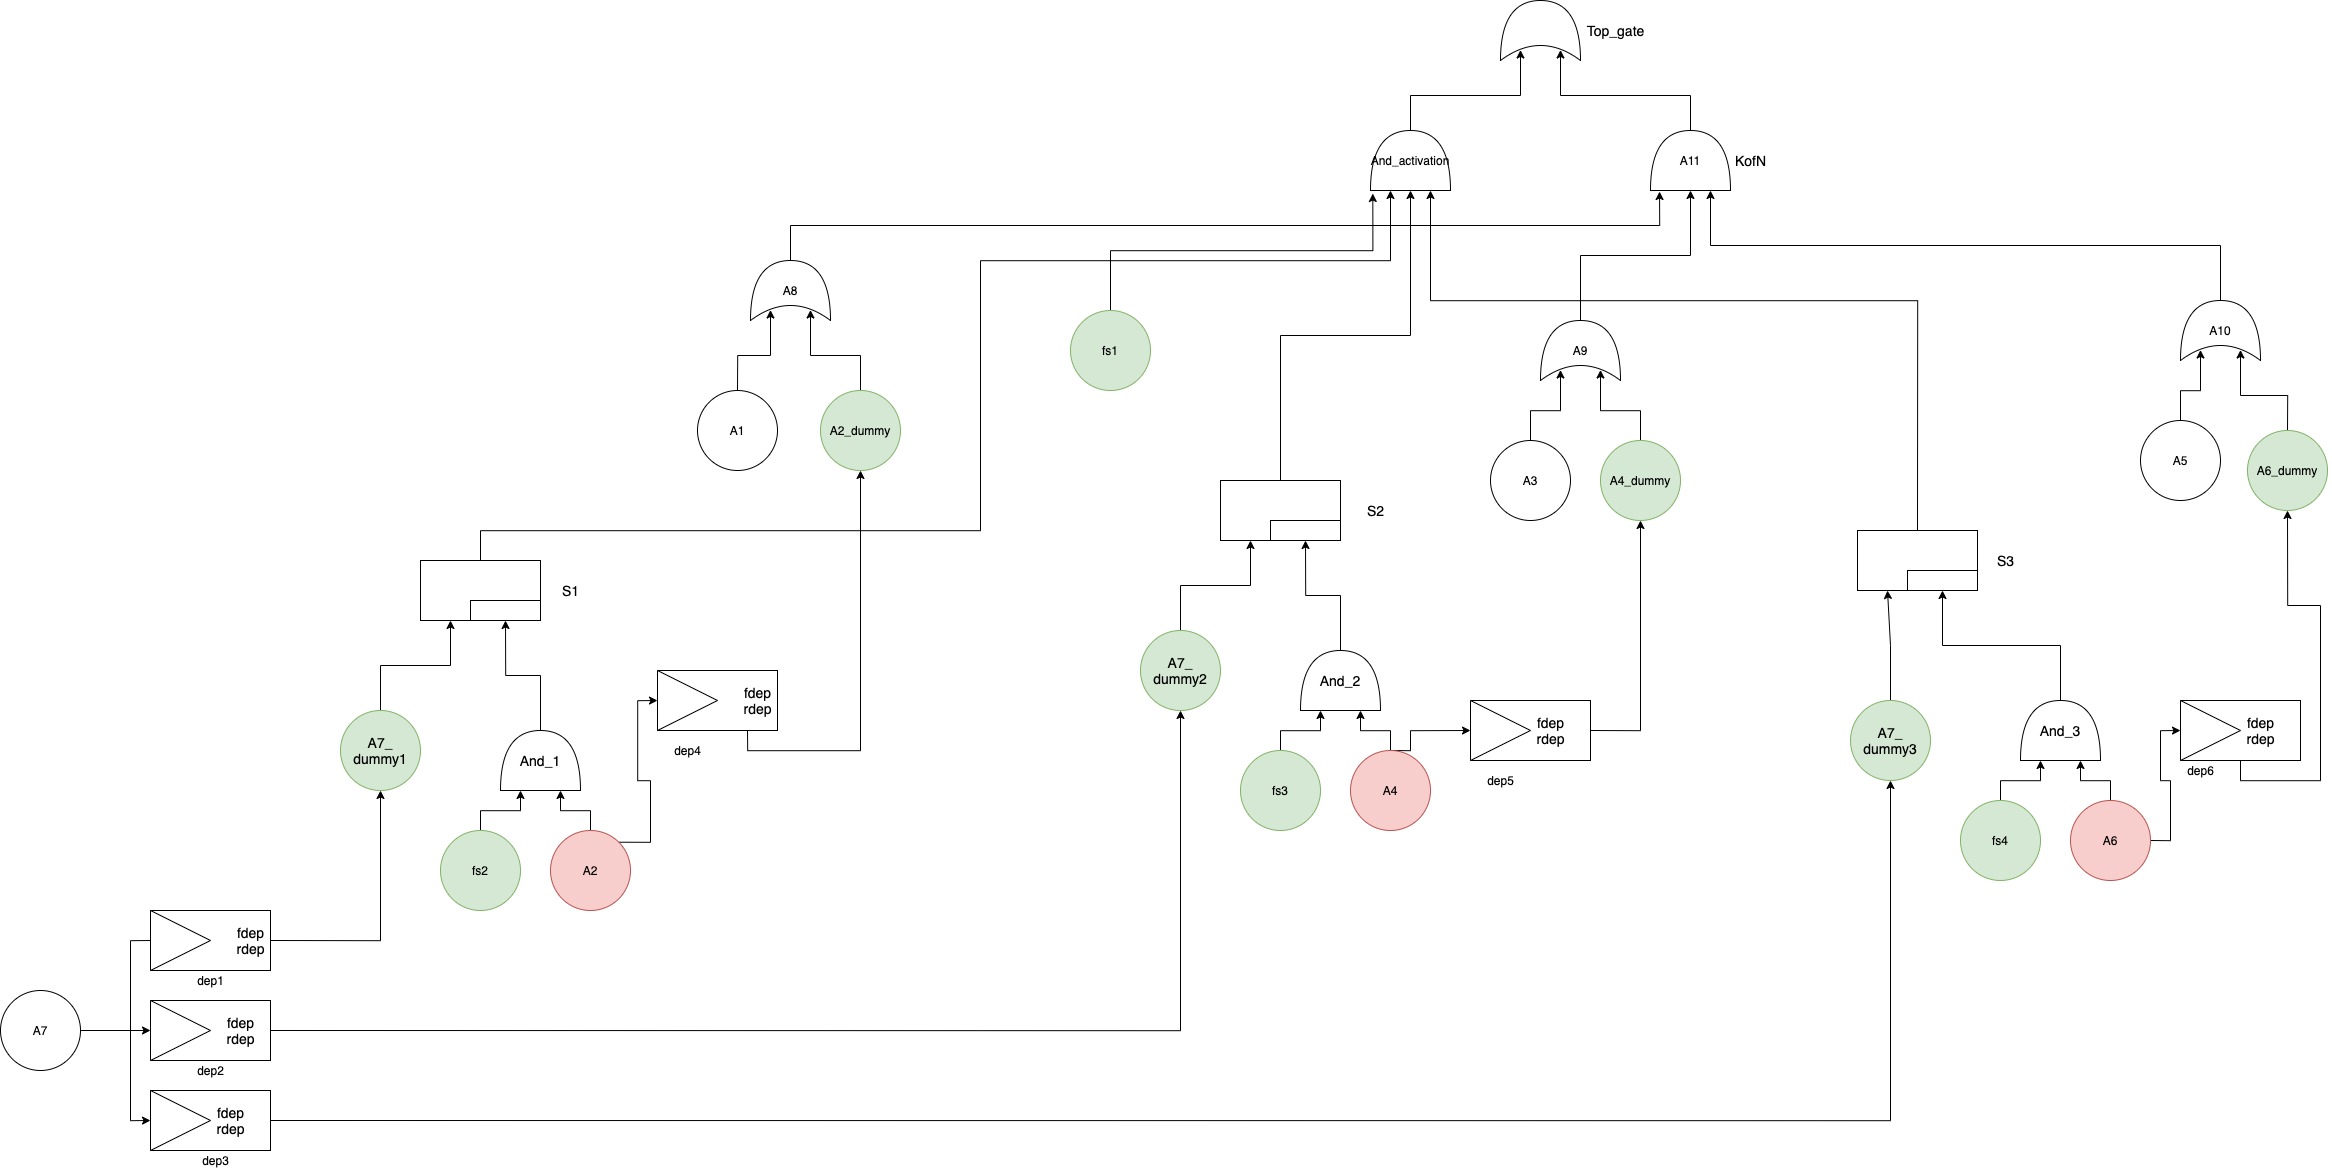 Top_gate
And_activation
A11
KofN
A8
fs1
A9
A10
A1
A2_dummy
A3
A4_dummy
A5
A6_dummy
S2
S3
S1
A7_
dummy2
And_2
fdep
rdep
dep4
fdep
rdep
dep5
A7_
dummy1
And_1
A7_
dummy3
And_3
fdep
rdep
dep6
fs3
A4
fs2
A2
fs4
A6
fdep
rdep
dep1
A7
fdep
rdep
dep2
fdep
rdep
dep3